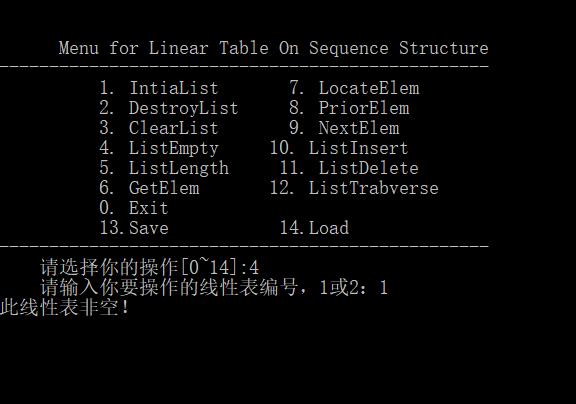 Menu for Linear Table On Sequence Structure
-------------------------------------------------
1. IntiaList 7. LocateElem
2. DestroyList 8. PriorElem
3. ClearList 9. NextElem
4. ListEmpty 10. ListInsert
5. ListLength 11. ListDelete
6. GetElem 12. ListTrabverse
0. Exit
13.Save 14.Load
-------------------------------------------------
请选择你的操作[0~14]:4
请输入你要操作的线性表编号，1或2：1
此线性表非空！